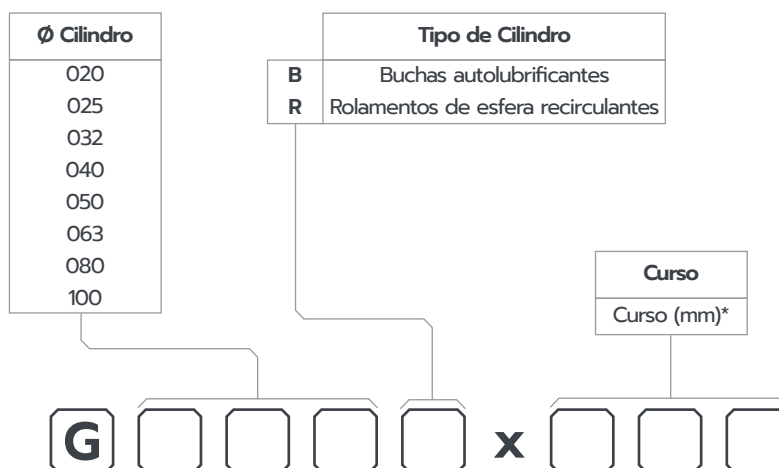 Ø Cilindro
020
025
032
040
050
063
080
100
Tipo de Cilindro
B Buchas autolubrificantes
R Rolamentos de esfera recirculantes
Curso
Curso (mm)*
G x